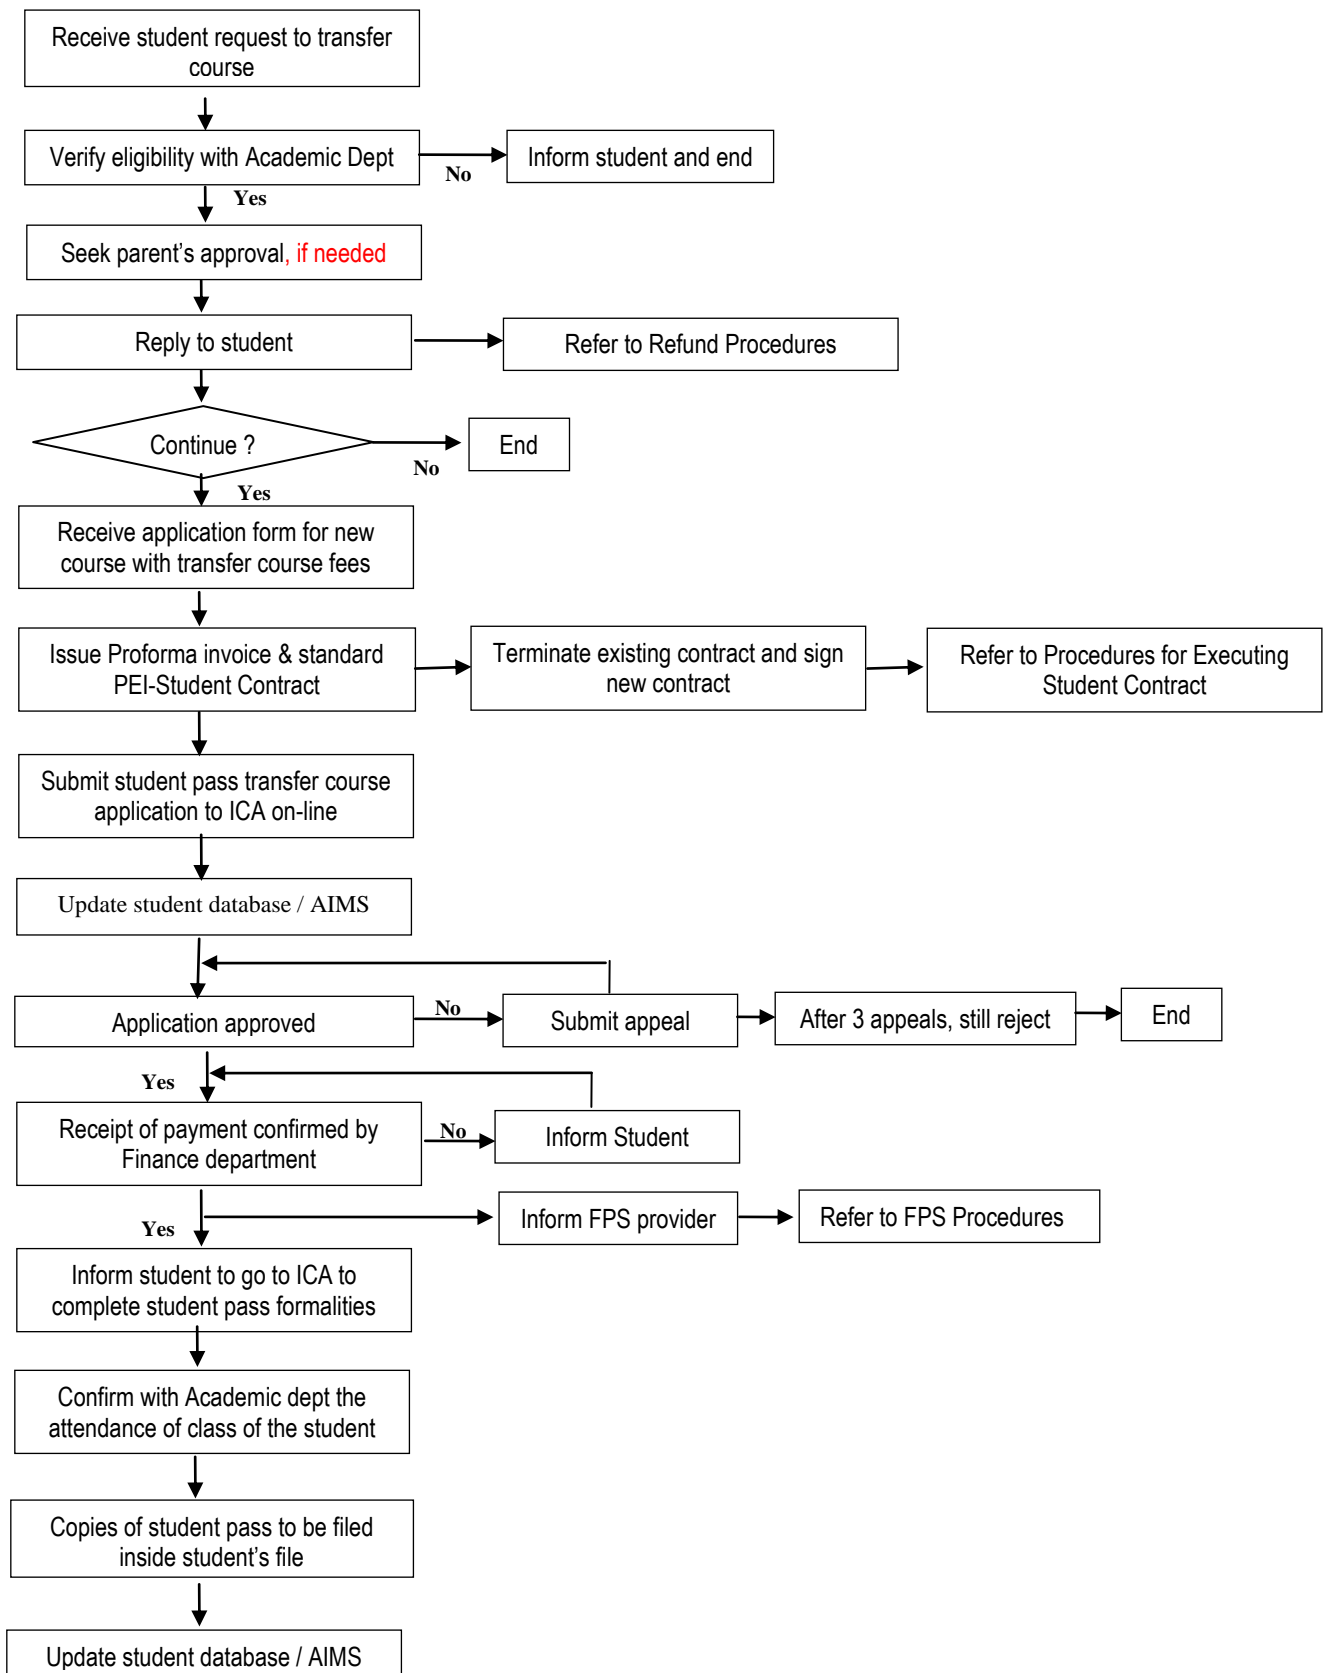 Receive student request to transfer
course
Verify eligibility with Academic Dept
No
Inform student and end
Yes
Seek parent’s approval, if needed
Reply to student
Refer to Refund Procedures
Continue ?
No
End
Yes
Receive application form for new
course with transfer course fees
Issue Proforma invoice & standard
PEI-Student Contract
Terminate existing contract and sign
new contract
Refer to Procedures for Executing
Student Contract
Submit student pass transfer course
application to ICA on-line
Update student database / AIMS
Application approved
No
Submit appeal
After 3 appeals, still reject
End
Yes
Receipt of payment confirmed by
Finance department
No
Inform Student
Yes
Inform FPS provider
Refer to FPS Procedures
Inform student to go to ICA to
complete student pass formalities
Confirm with Academic dept the
attendance of class of the student
Copies of student pass to be filed
inside student’s file
Update student database / AIMS